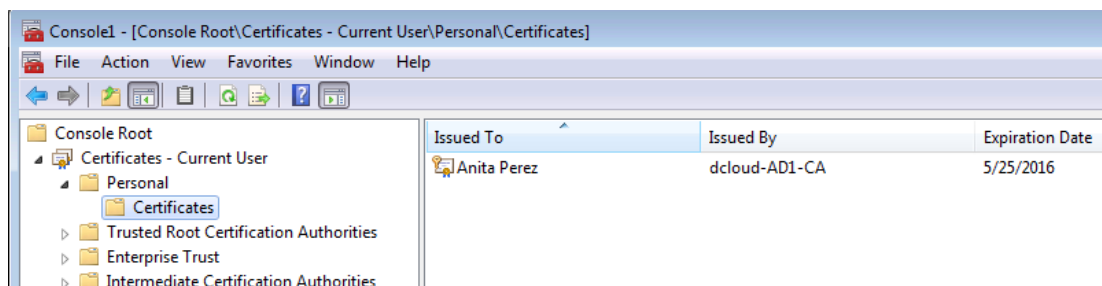 Console1 - [Console Root\Certificates - Current User\Personal\Certificates]
File Action View Favorites Window Help
Console Root
Certificates - Current User
Personal
Certificates
Trusted Root Certification Authorities
Enterprise Trust
Intermediate Certification Authorities
Issued To Issued By Expiration Date
Anita Perez dcloud-AD1-CA 5/25/2016